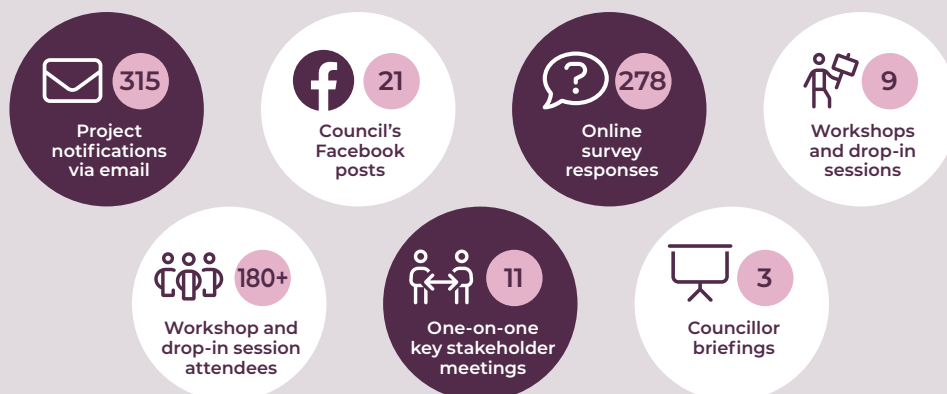 315
Project
notifications
via email
21
Council's
Facebook
posts
278
Online
survey
responses
9
Workshops
and drop-in
sessions
180+
Workshop and
drop-in session
attendees
11
One-on-one
key stakeholder
meetings
3
Councillor
briefings